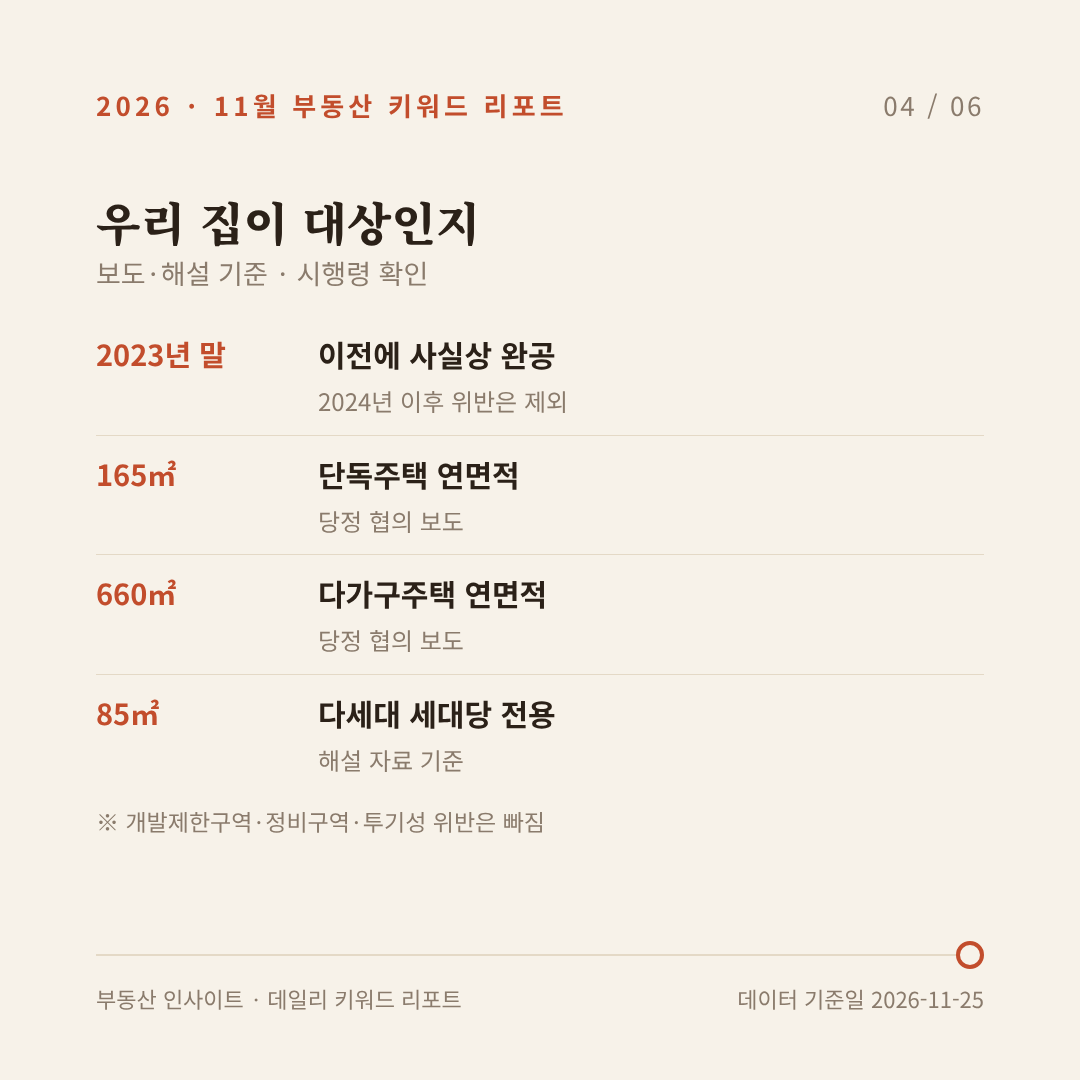 2026 · 11월 부동산 키워드 리포트
04 / 06
우리 집이 대상인지
보도·해설 기준 · 시행령 확인
2023년 말
이전에 사실상 완공
2024년 이후 위반은 제외
165㎡
단독주택 연면적
당정 협의 보도
660㎡
다가구주택 연면적
당정 협의 보도
85㎡
다세대 세대당 전용
해설 자료 기준
※ 개발제한구역·정비구역·투기성 위반은 빠짐
부동산 인사이트 · 데일리 키워드 리포트
데이터 기준일 2026-11-25